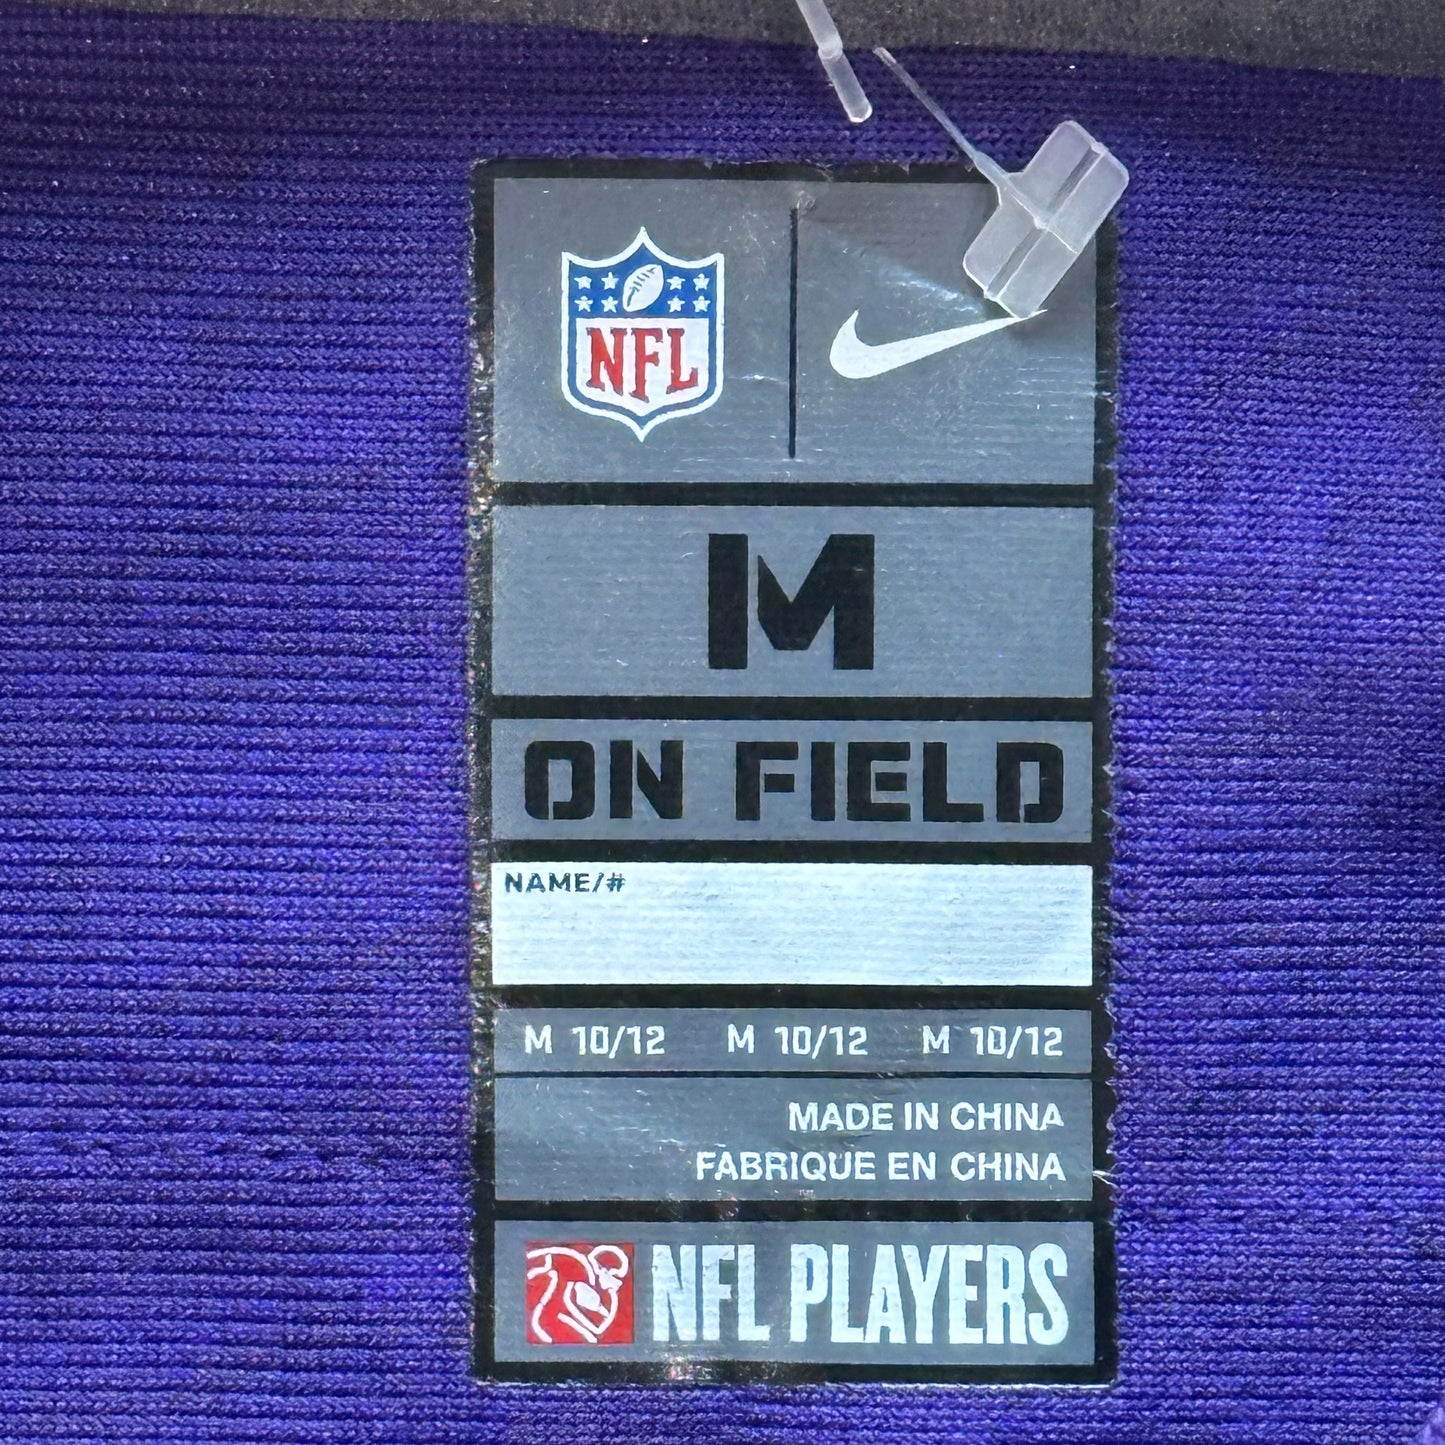 NFL
M
ON FIELD
NAME/#
M 10/12 M 10/12 M 10/12
MADE IN CHINA
FABRIQUE EN CHINA
NFL PLAYERS